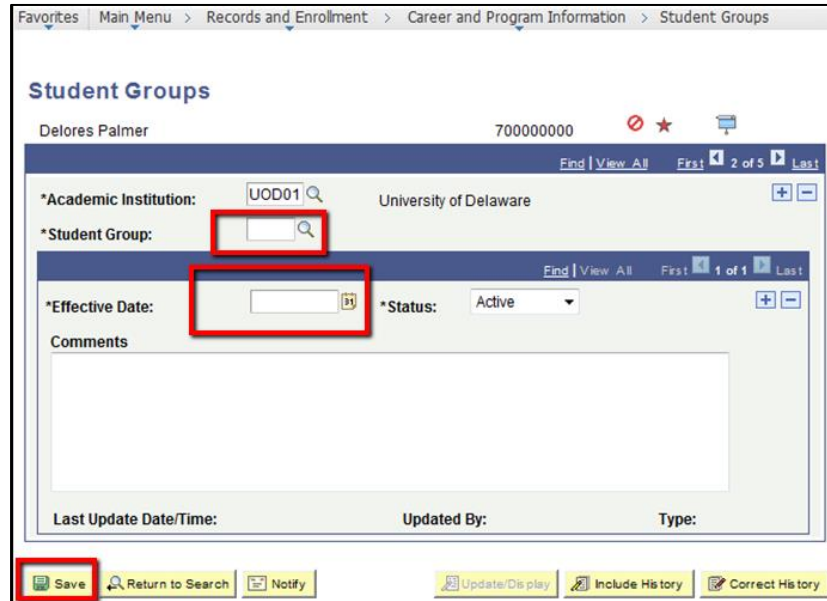 Favorites Main Menu > Records and Enrollment > Career and Program Information > Student Groups
Student Groups
Delores Palmer 700000000
Find | View All First 2 of 5 Last
*Academic Institution: UOD01 University of Delaware
*Student Group:
Find | View All First 1 of 1 Last
*Effective Date: 31 *Status: Active
Comments
Last Update Date/Time: Updated By: Type:
Save Return to Search Notify Update/Display Include History Correct History